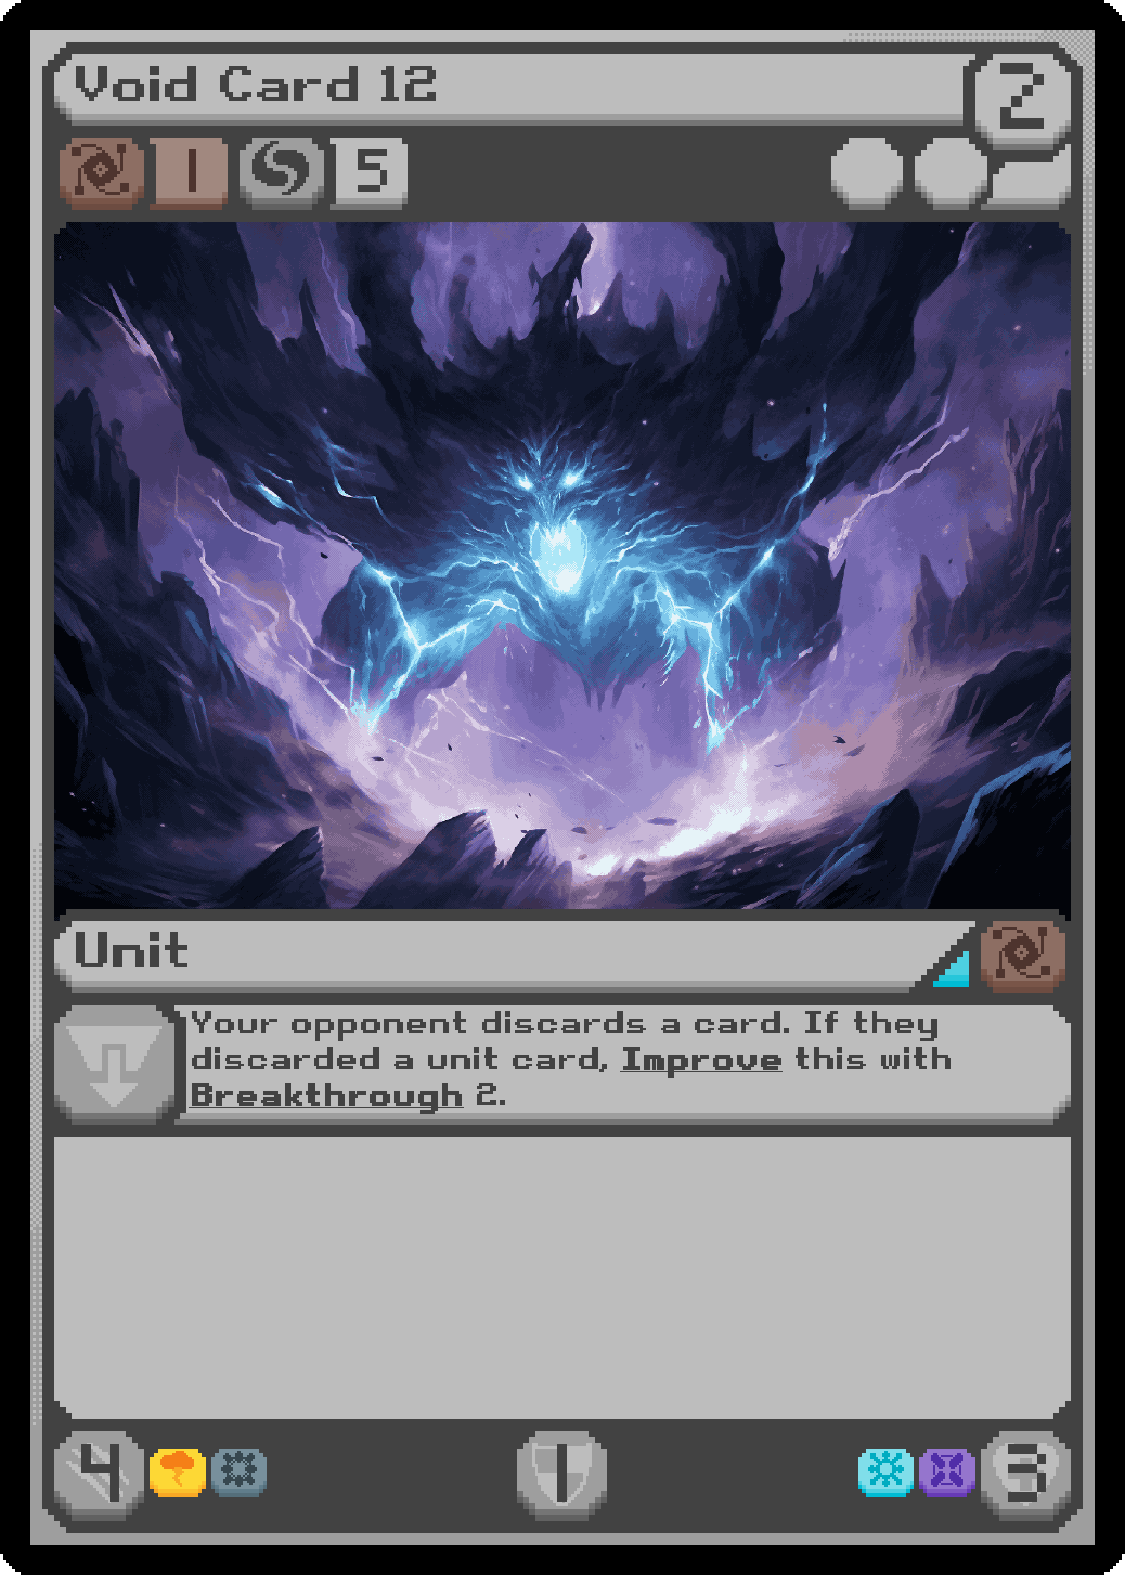 Void Card 12
2
1 5
Unit
Your opponent discards a card. If they
discarded a unit card, Improve this with
Breakthrough 2.
4 1 3